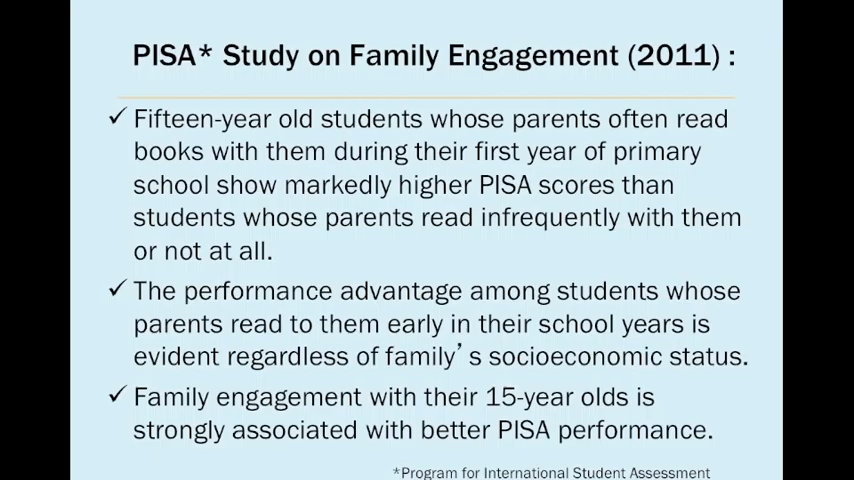 PISA* Study on Family Engagement (2011) :
✓ Fifteen-year old students whose parents often read
books with them during their first year of primary
school show markedly higher PISA scores than
students whose parents read infrequently with them
or not at all.
✓ The performance advantage among students whose
parents read to them early in their school years is
evident regardless of family’s socioeconomic status.
✓ Family engagement with their 15-year olds is
strongly associated with better PISA performance.
*Program for International Student Assessment